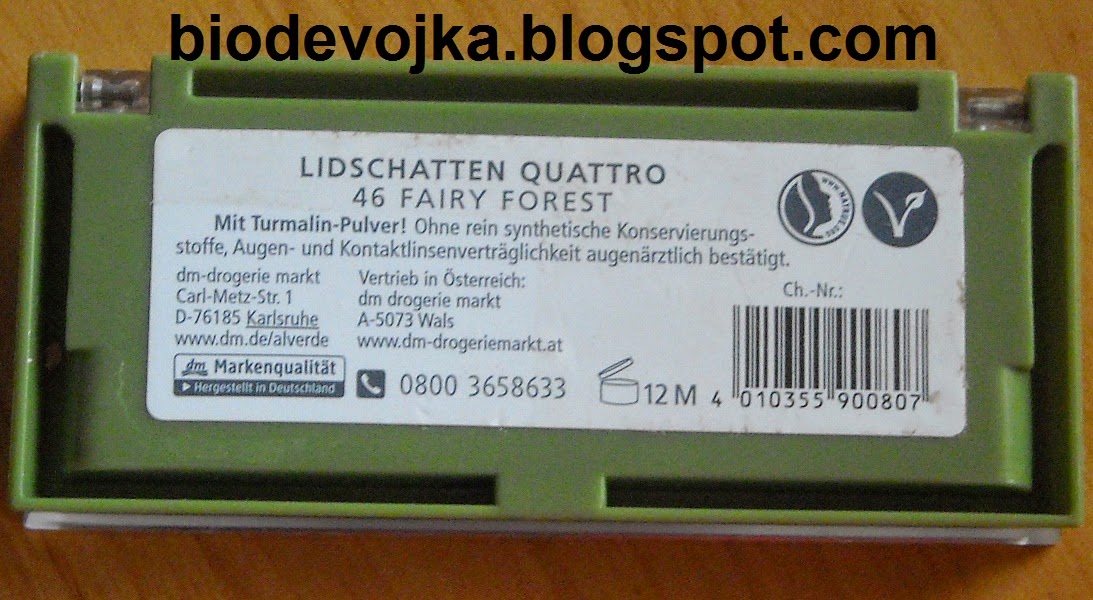 biodevojka.blogspot.com
LIDSCHATTEN QUATTRO
46 FAIRY FOREST
Mit Turmalin-Pulver! Ohne rein synthetische Konservierungs-
stoffe, Augen- und Kontaktlinsenverträglichkeit augenärztlich bestätigt.
dm-drogerie markt
Carl-Metz-Str. 1
D-76185 Karlsruhe
www.dm.de/alverde
Vertrieb in Österreich:
dm drogerie markt
A-5073 Wals
www.dm-drogeriemarkt.at
dm Markenqualität
Hergestellt in Deutschland
0800 3658633
12 M
WWW.NATRUE.ORG
Ch.-Nr.:
4 010355 900807